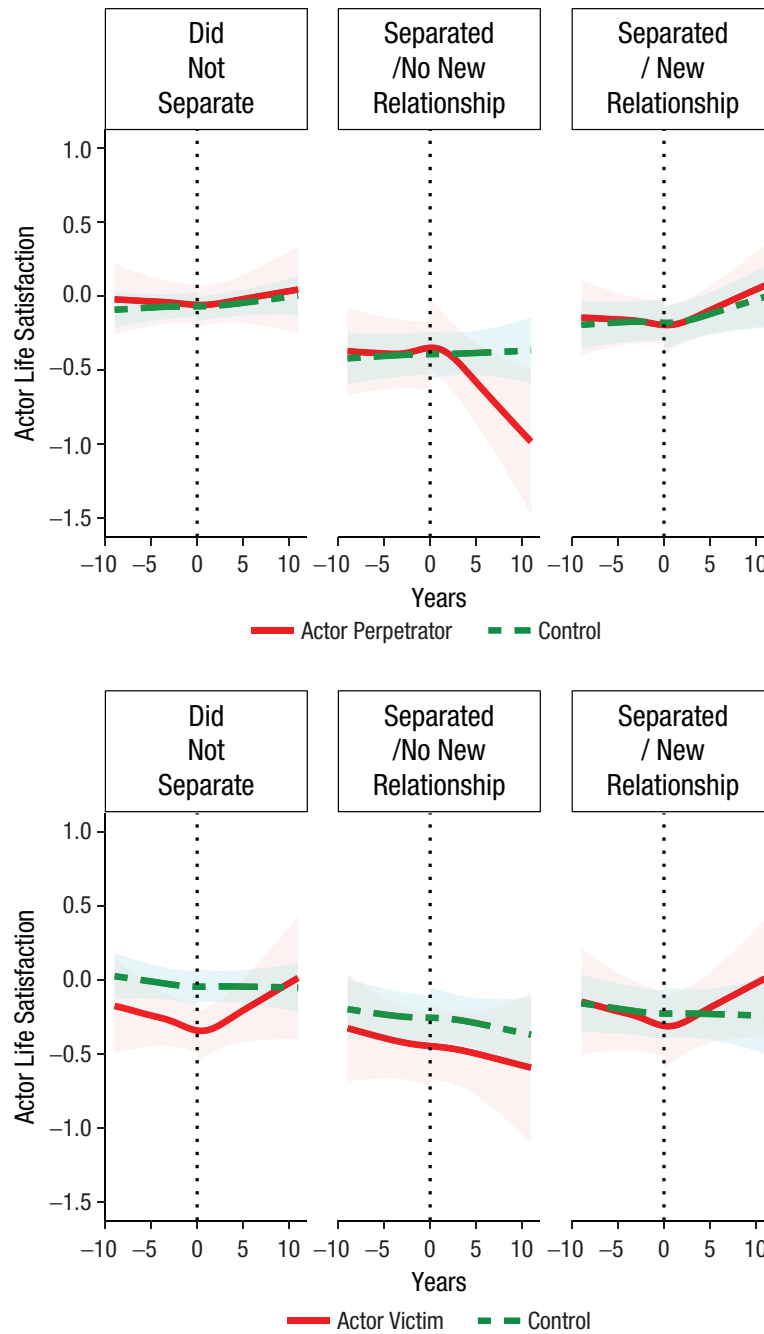 Did
Not
Separate
Separated
/No New
Relationship
Separated
/ New
Relationship
Actor Life Satisfaction
1.0
0.5
0.0
−0.5
−1.0
−1.5
−10 −5 0 5 10 −10 −5 0 5 10 −10 −5 0 5 10
Years
Actor Perpetrator Control
Did
Not
Separate
Separated
/No New
Relationship
Separated
/ New
Relationship
Actor Life Satisfaction
1.0
0.5
0.0
−0.5
−1.0
−1.5
−10 −5 0 5 10 −10 −5 0 5 10 −10 −5 0 5 10
Years
Actor Victim Control